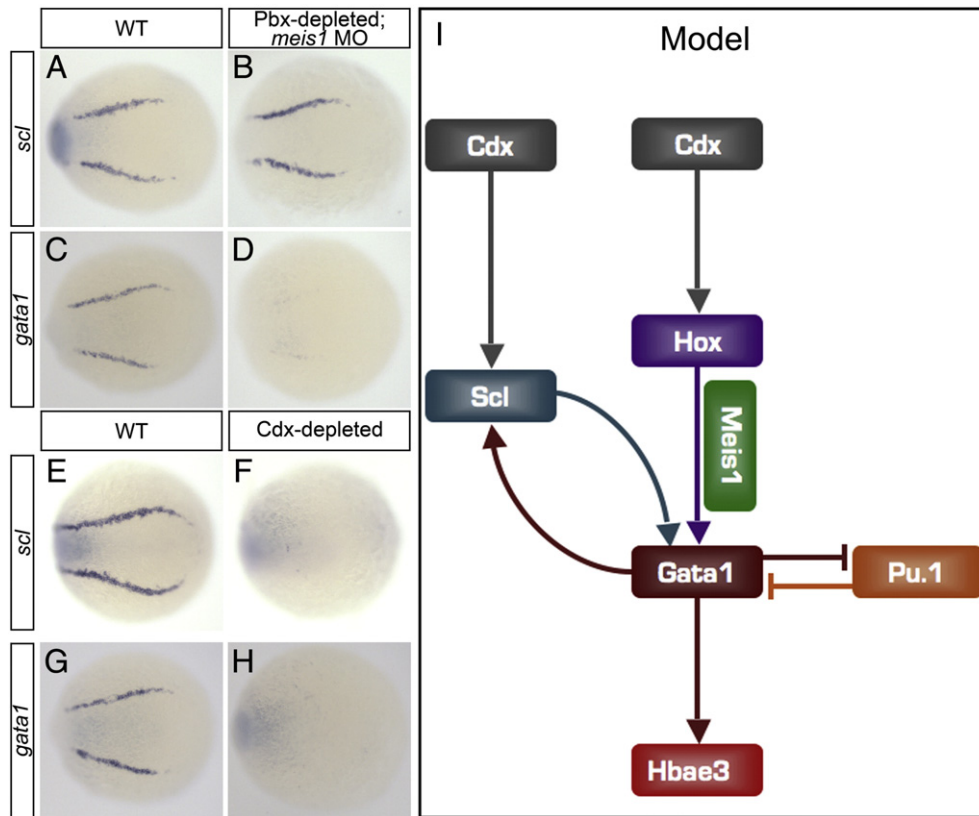 WT
Pbx-depleted;
meis1 MO
scl
A
B
gata1
C
D
WT
Cdx-depleted
scl
E
F
gata1
G
H
I
Model
Cdx
Cdx
Hox
Scl
Meis1
Gata1
Pu.1
Hbae3